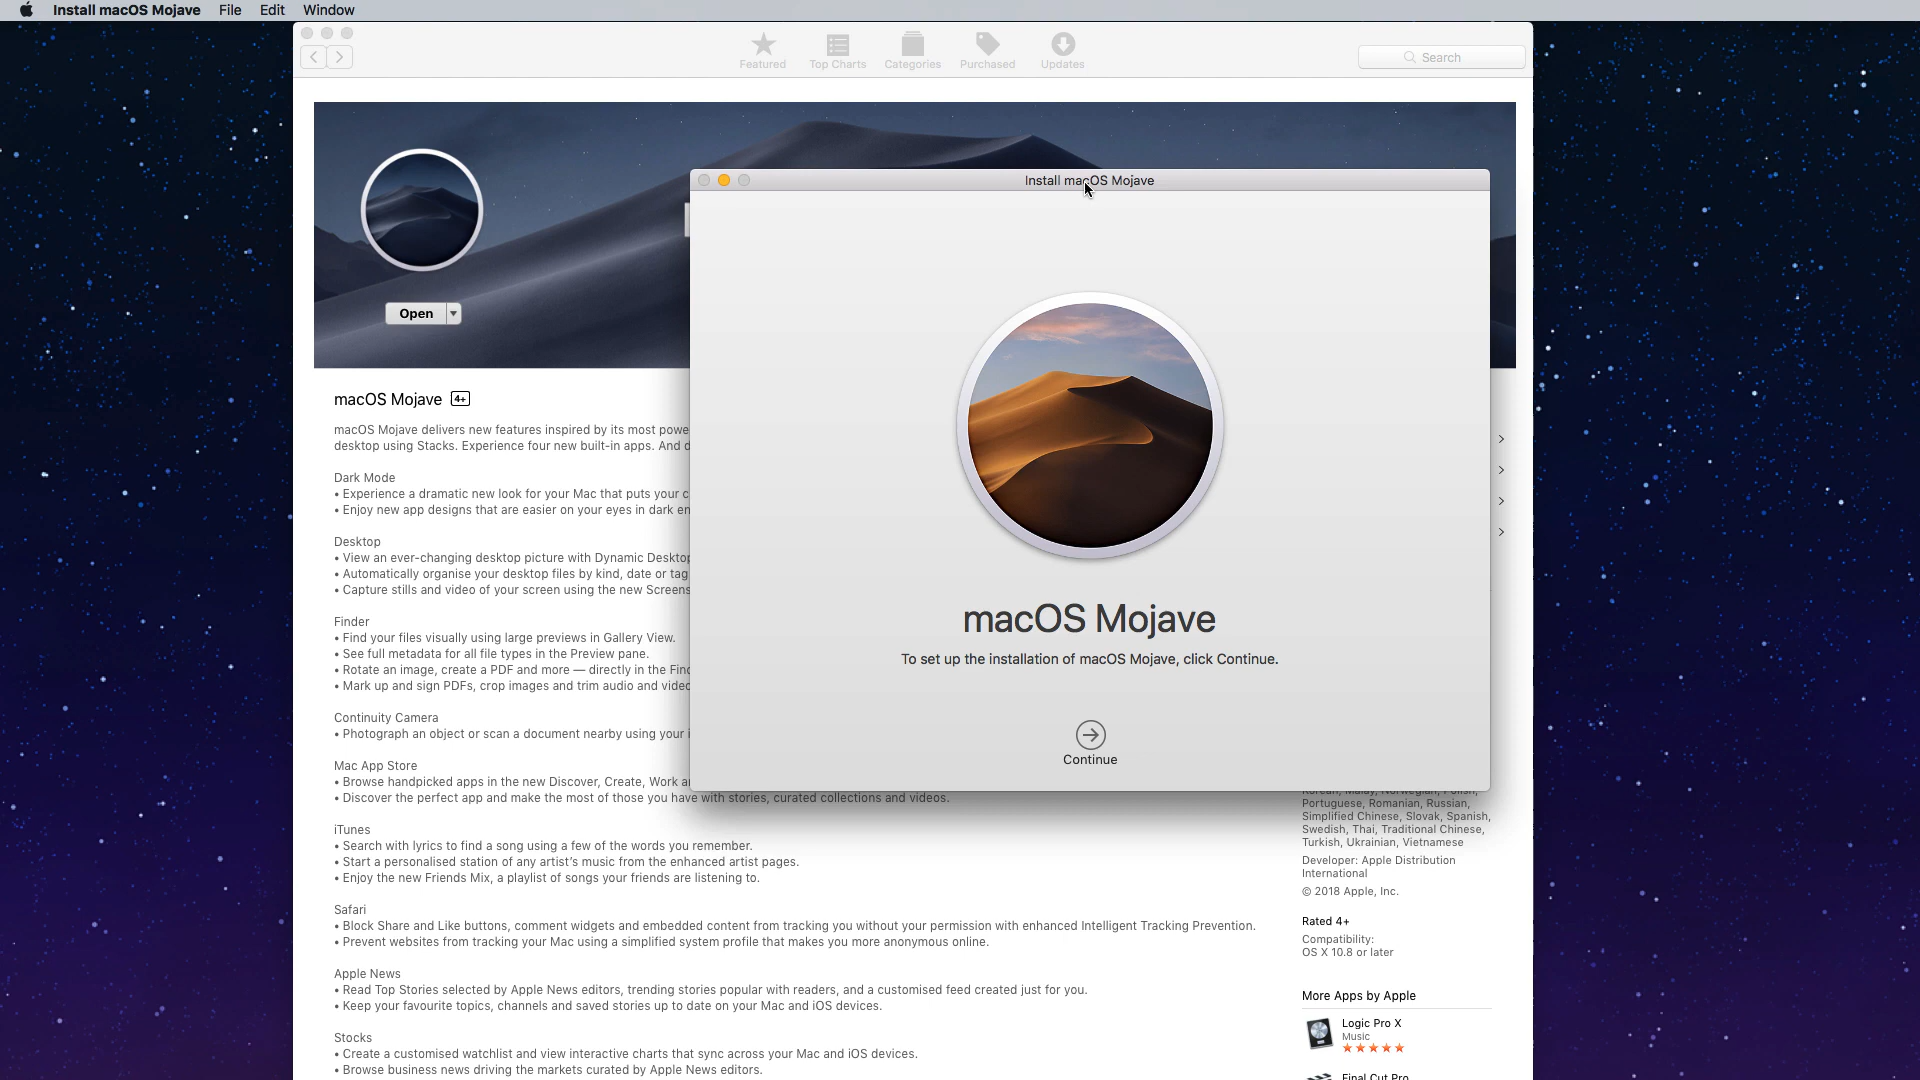 Install macOS Mojave File Edit Window
Featured Top Charts Categories Purchased Updates
Search
Open
macOS Mojave 4+
macOS Mojave delivers new features inspired by its most powe
desktop using Stacks. Experience four new built-in apps. And d
Dark Mode
• Experience a dramatic new look for your Mac that puts your c
• Enjoy new app designs that are easier on your eyes in dark en
Desktop
• View an ever-changing desktop picture with Dynamic Desktop
• Automatically organise your desktop files by kind, date or tag
• Capture stills and video of your screen using the new Screens
Finder
• Find your files visually using large previews in Gallery View.
• See full metadata for all file types in the Preview pane.
• Rotate an image, create a PDF and more — directly in the Find
• Mark up and sign PDFs, crop images and trim audio and video
Continuity Camera
• Photograph an object or scan a document nearby using your i
Mac App Store
• Browse handpicked apps in the new Discover, Create, Work a
• Discover the perfect app and make the most of those you have with stories, curated collections and videos.
iTunes
• Search with lyrics to find a song using a few of the words you remember.
• Start a personalised station of any artist's music from the enhanced artist pages.
• Enjoy the new Friends Mix, a playlist of songs your friends are listening to.
Safari
• Block Share and Like buttons, comment widgets and embedded content from tracking you without your permission with enhanced Intelligent Tracking Prevention.
• Prevent websites from tracking your Mac using a simplified system profile that makes you more anonymous online.
Apple News
• Read Top Stories selected by Apple News editors, trending stories popular with readers, and a customised feed created just for you.
• Keep your favourite topics, channels and saved stories up to date on your Mac and iOS devices.
Stocks
• Create a customised watchlist and view interactive charts that sync across your Mac and iOS devices.
• Browse business news driving the markets curated by Apple News editors.
Install macOS Mojave
macOS Mojave
To set up the installation of macOS Mojave, click Continue.
Continue
Korean, Malay, Norwegian, Polish,
Portuguese, Romanian, Russian,
Simplified Chinese, Slovak, Spanish,
Swedish, Thai, Traditional Chinese,
Turkish, Ukrainian, Vietnamese
Developer: Apple Distribution
International
© 2018 Apple, Inc.
Rated 4+
Compatibility:
OS X 10.8 or later
More Apps by Apple
Logic Pro X
Music
Final Cut Pro